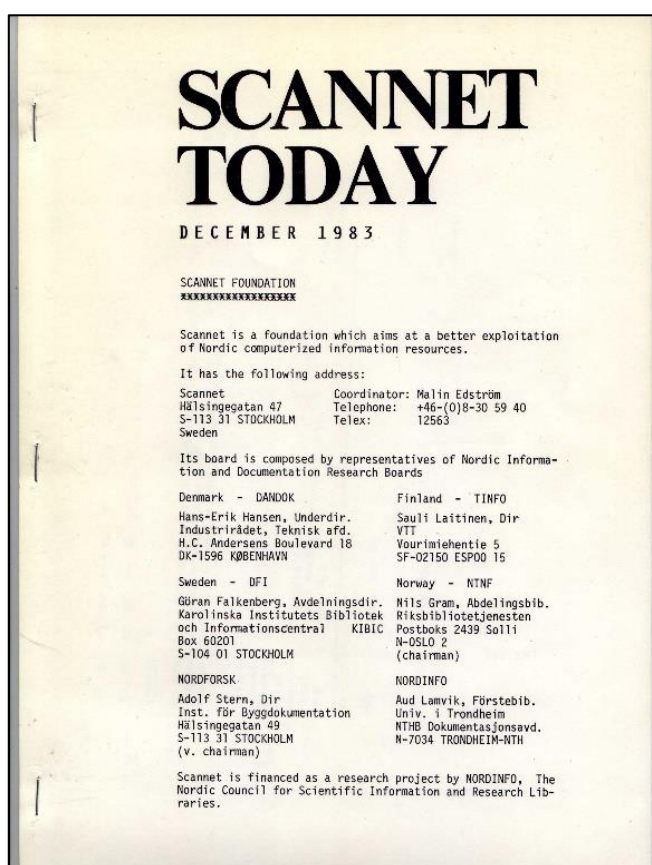 SCANNET
TODAY
DECEMBER 1983
SCANNET FOUNDATION
xxxxxxxxxxxxxxxxxx
Scannet is a foundation which aims at a better exploitation
of Nordic computerized information resources.
It has the following address:
Scannet Coordinator: Malin Edström
Hälsingegatan 47 Telephone: +46-(0)8-30 59 40
S-113 31 STOCKHOLM Telex: 12563
Sweden
Its board is composed by representatives of Nordic Informa-
tion and Documentation Research Boards
Denmark - DANDOK
Hans-Erik Hansen, Underdir.
Industrirådet, Teknisk afd.
H.C. Andersens Boulevard 18
DK-1596 KØBENHAVN
Finland - TINFO
Sauli Laitinen, Dir
VTT
Vourimiehentie 5
SF-02150 ESPOO 15
Sweden - DFI
Göran Falkenberg, Avdelningsdir.
Karolinska Institutets Bibliotek
och Informationscentral KIBIC
Box 60201
S-104 01 STOCKHOLM
Norway - NTNF
Nils Gram, Abdelingsbib.
Riksbibliotetjenesten
Postboks 2439 Solli
N-OSLO 2
(chairman)
NORDFORSK
Adolf Stern, Dir
Inst. för Byggdokumentation
Hälsingegatan 49
S-113 31 STOCKHOLM
(v. chairman)
NORDINFO
Aud Lamvik, Förstebib.
Univ. i Trondheim
NTHB Dokumentasjonsavd.
N-7034 TRONDHEIM-NTH
Scannet is financed as a research project by NORDINFO, The
Nordic Council for Scientific Information and Research Lib-
raries.